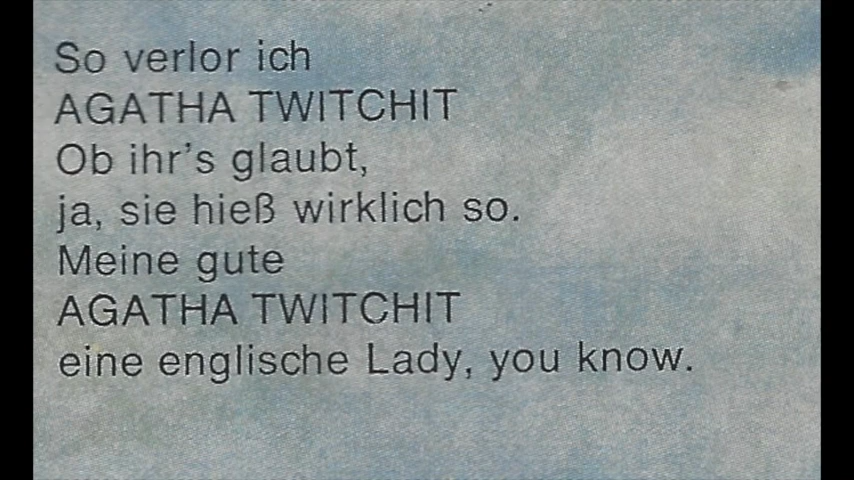 So verlor ich
AGATHA TWITCHIT
Ob ihr's glaubt,
ja, sie hieß wirklich so.
Meine gute
AGATHA TWITCHIT
eine englische Lady, you know.